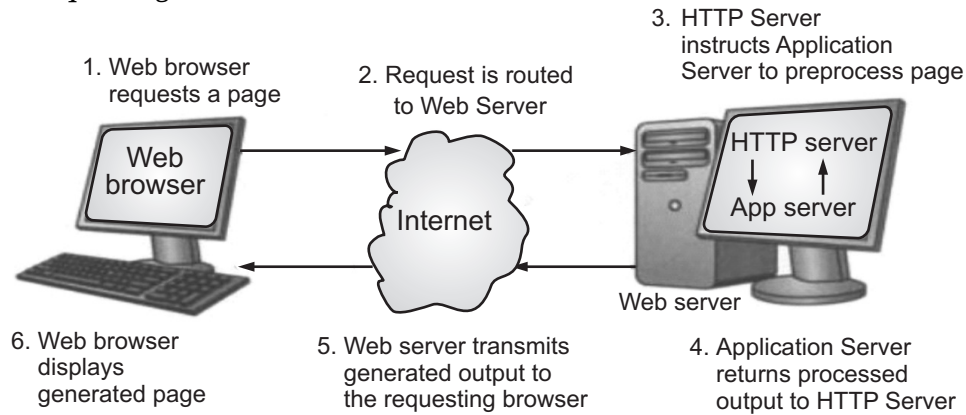 3. HTTP Server
instructs Application
Server to preprocess page
1. Web browser
requests a page
2. Request is routed
to Web Server
Web
browser
Internet
HTTP server
App server
Web server
6. Web browser
displays
generated page
5. Web server transmits
generated output to
the requesting browser
4. Application Server
returns processed
output to HTTP Server